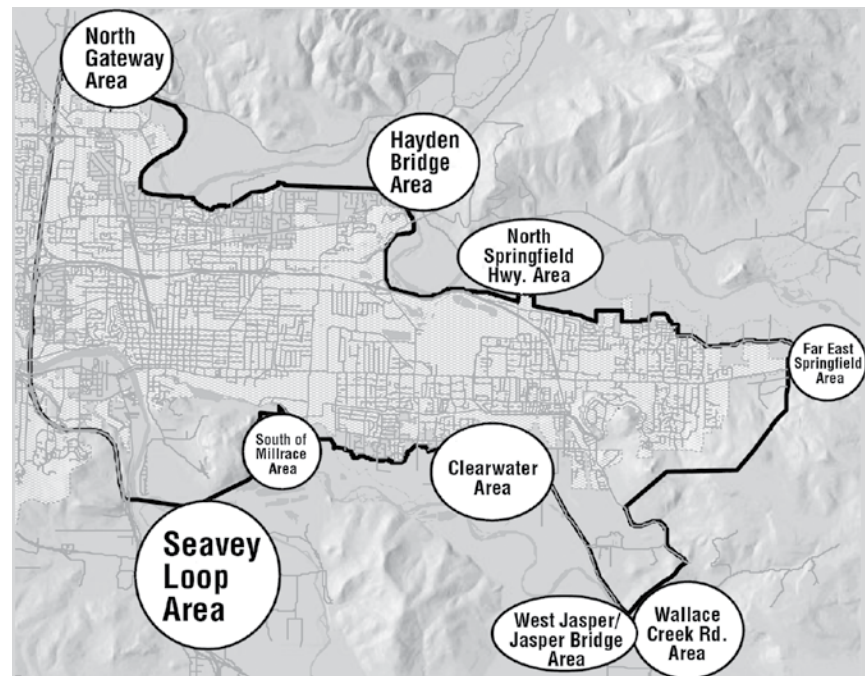 North
Gateway
Area
Hayden
Bridge
Area
North
Springfield
Hwy. Area
Far East
Springfield
Area
South of
Millrace
Area
Clearwater
Area
Seavey
Loop
Area
West Jasper/
Jasper Bridge
Area
Wallace
Creek Rd.
Area